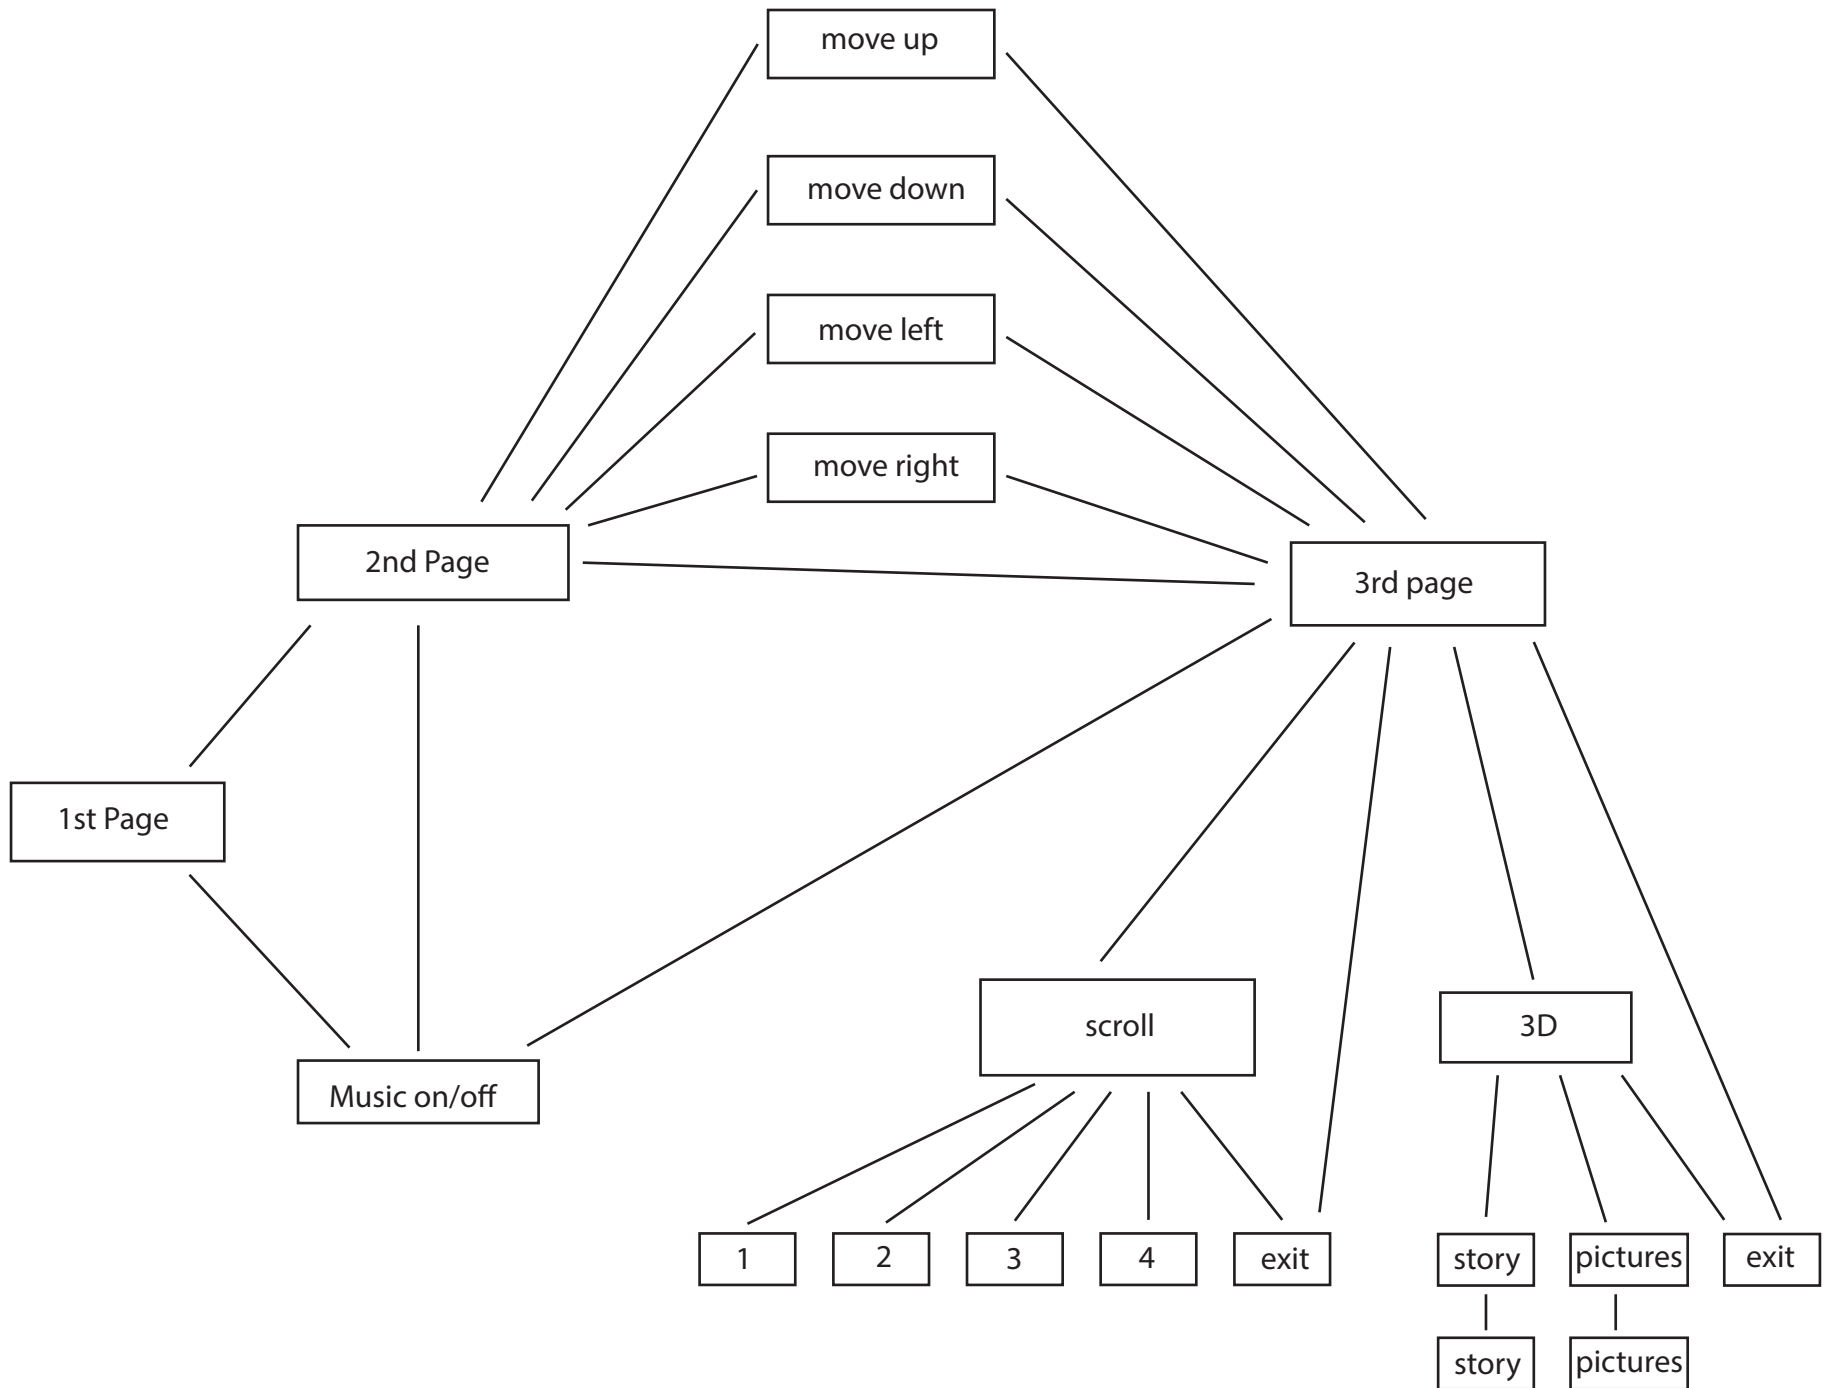 move up
move down
move left
move right
2nd Page
3rd page
1st Page
scroll
3D
Music on/off
1 2 3 4 exit story pictures exit
story pictures